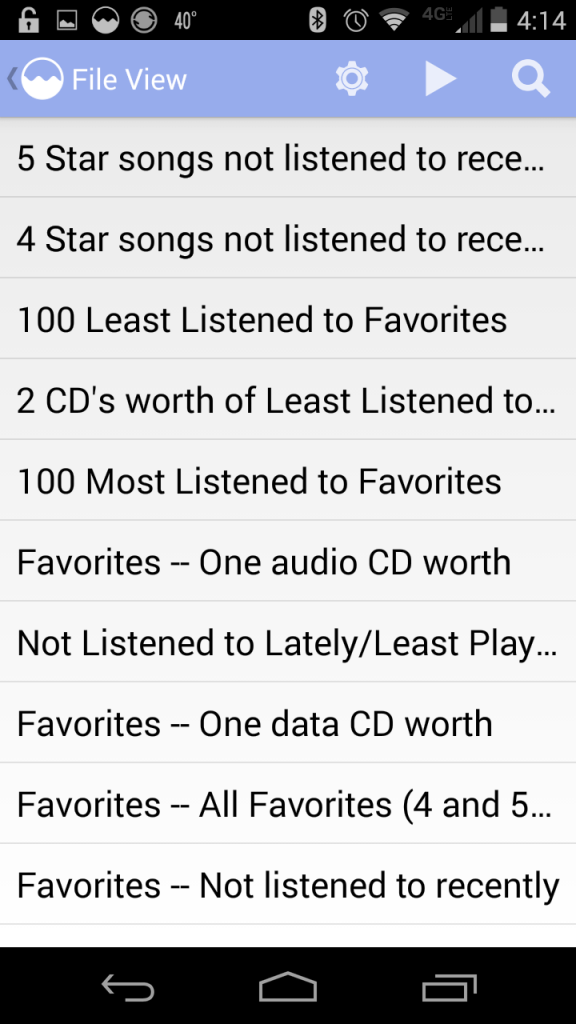 40° 4G 4:14
File View
5 Star songs not listened to rece...
4 Star songs not listened to rece...
100 Least Listened to Favorites
2 CD's worth of Least Listened to...
100 Most Listened to Favorites
Favorites -- One audio CD worth
Not Listened to Lately/Least Play...
Favorites -- One data CD worth
Favorites -- All Favorites (4 and 5...
Favorites -- Not listened to recently